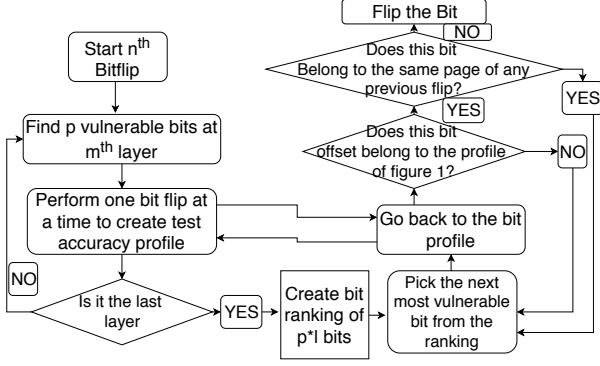 Start nth
Bitflip
Find p vulnerable bits at
mth layer
Perform one bit flip at
a time to create test
accuracy profile
NO
Is it the last
layer
YES
Create bit
ranking of
p*l bits
Pick the next
most vulnerable
bit from the
ranking
Go back to the bit
profile
Does this bit
offset belong to the profile
of figure 1?
NO
YES
Does this bit
Belong to the same page of any
previous flip?
YES
NO
Flip the Bit